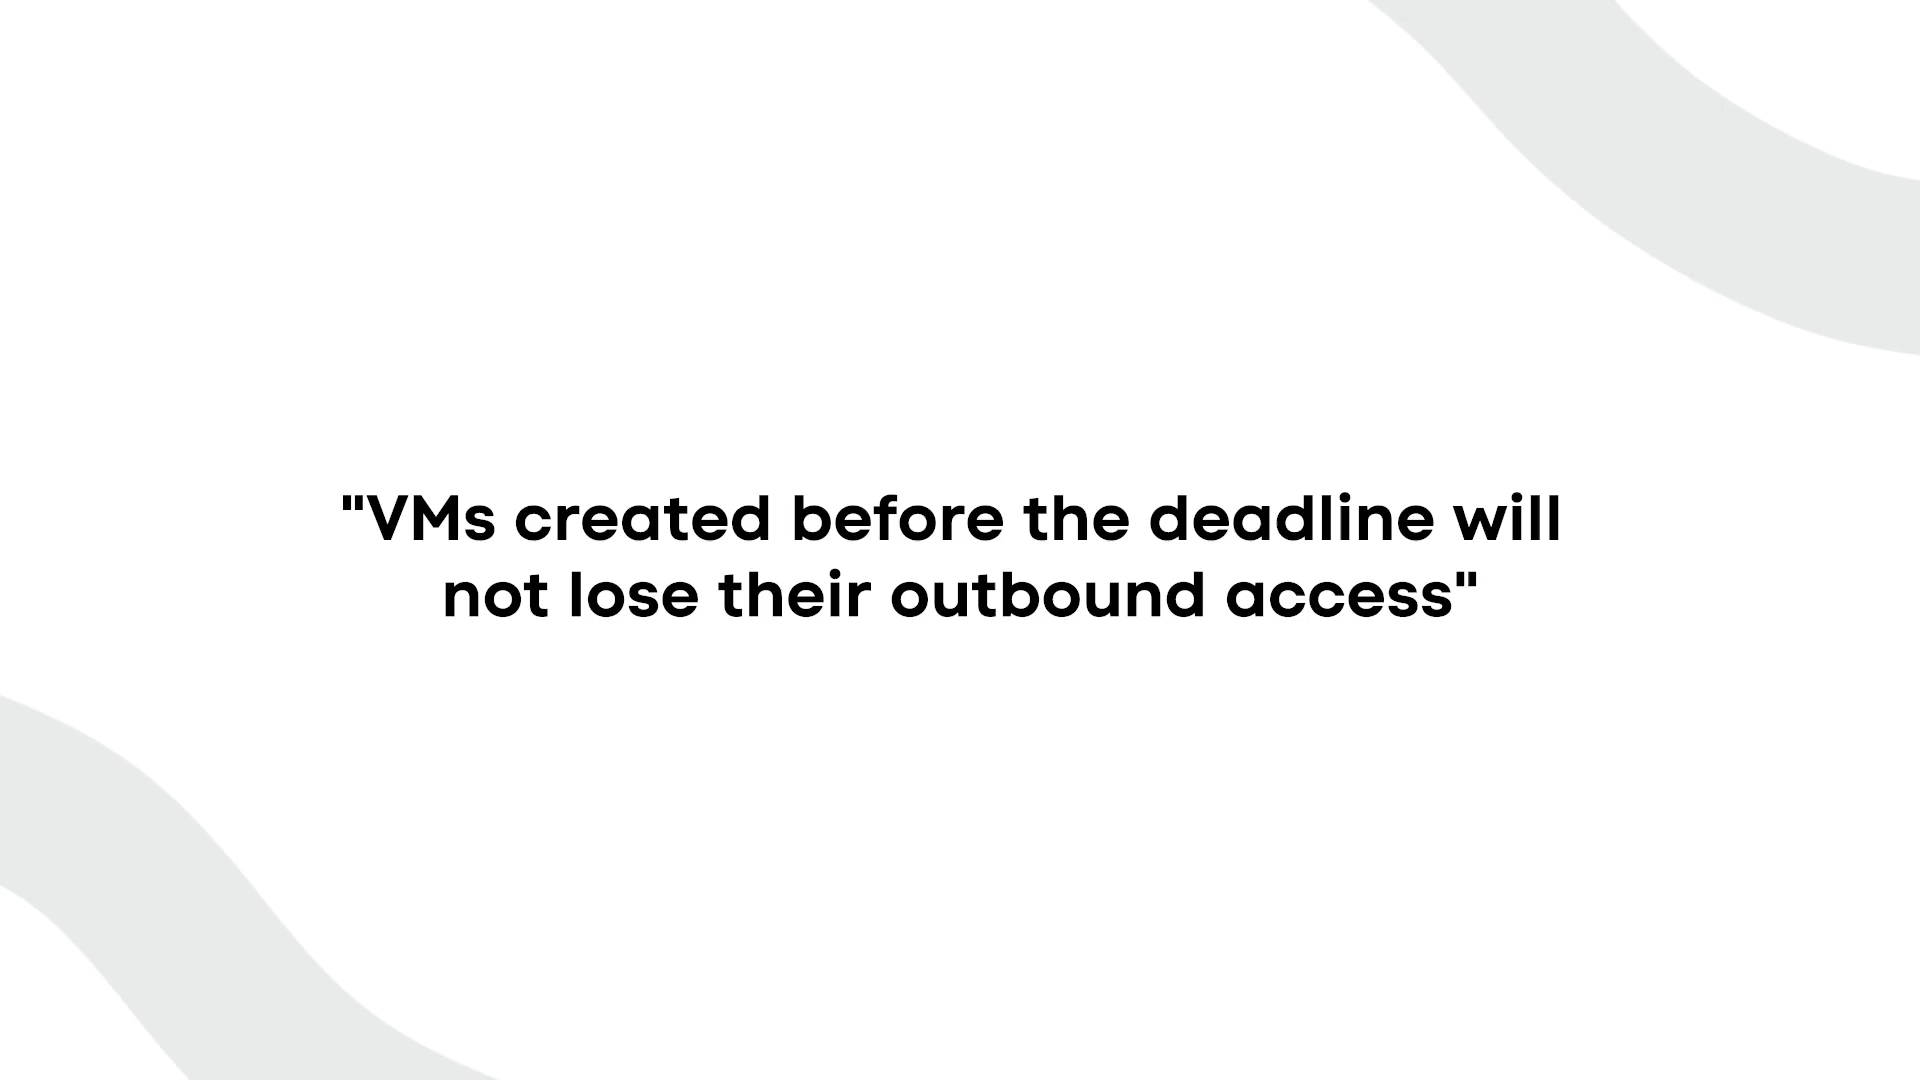 "VMs created before the deadline will
not lose their outbound access"